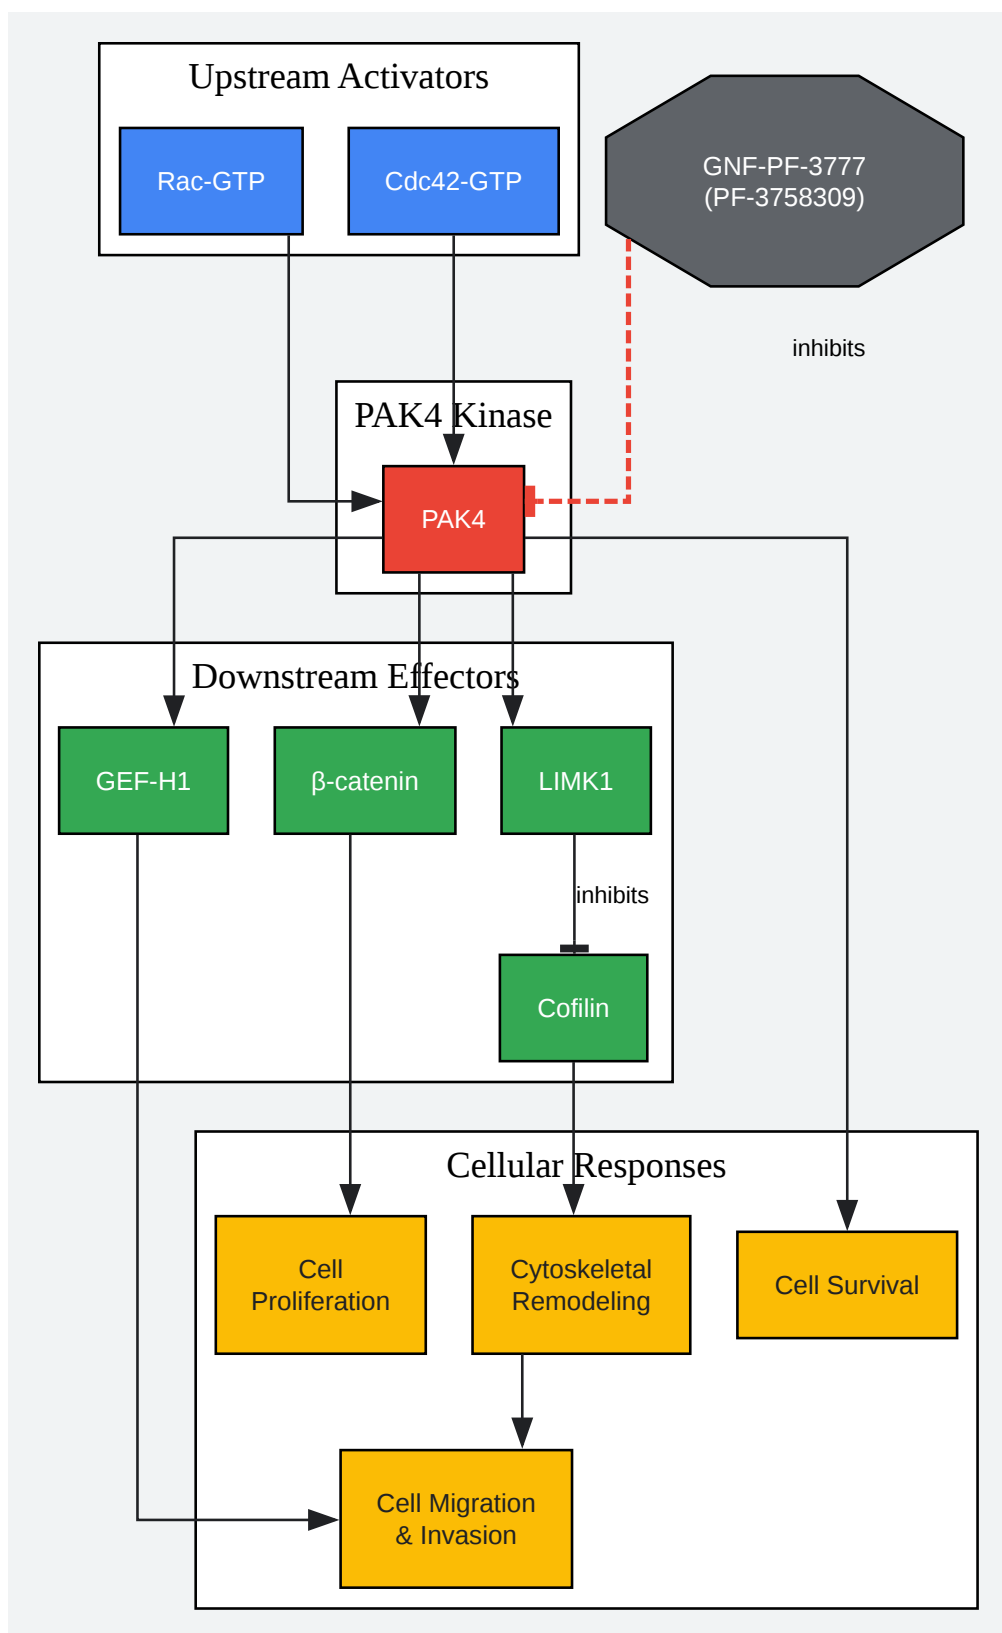 Upstream Activators
Rac-GTP
Cdc42-GTP
GNF-PF-3777
(PF-3758309)
inhibits
PAK4 Kinase
PAK4
Downstream Effectors
GEF-H1
β-catenin
LIMK1
inhibits
Cofilin
Cellular Responses
Cell
Proliferation
Cytoskeletal
Remodeling
Cell Survival
Cell Migration
& Invasion